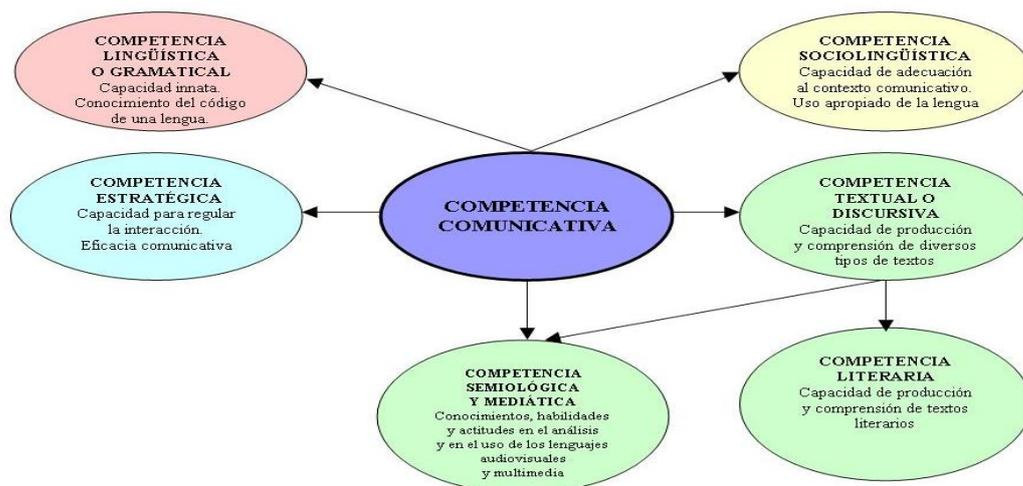 COMPETENCIA
LINGÜÍSTICA
O GRAMATICAL
Capacidad innata.
Conocimiento del código
de una lengua.
COMPETENCIA
SOCIOLINGÜÍSTICA
Capacidad de adecuación
al contexto comunicativo.
Uso apropiado de la lengua
COMPETENCIA
ESTRATÉGICA
Capacidad para regular
la interacción.
Eficacia comunicativa
COMPETENCIA
COMUNICATIVA
COMPETENCIA
TEXTUAL O
DISCURSIVA
Capacidad de producción
y comprensión de diversos
tipos de textos
COMPETENCIA
SEMIOLÓGICA
Y MEDIÁTICA
Conocimientos, habilidades
y actitudes en el análisis
y en el uso de los lenguajes
audiovisuales
y multimedia
COMPETENCIA
LITERARIA
Capacidad de producción
y comprensión de textos
literarios